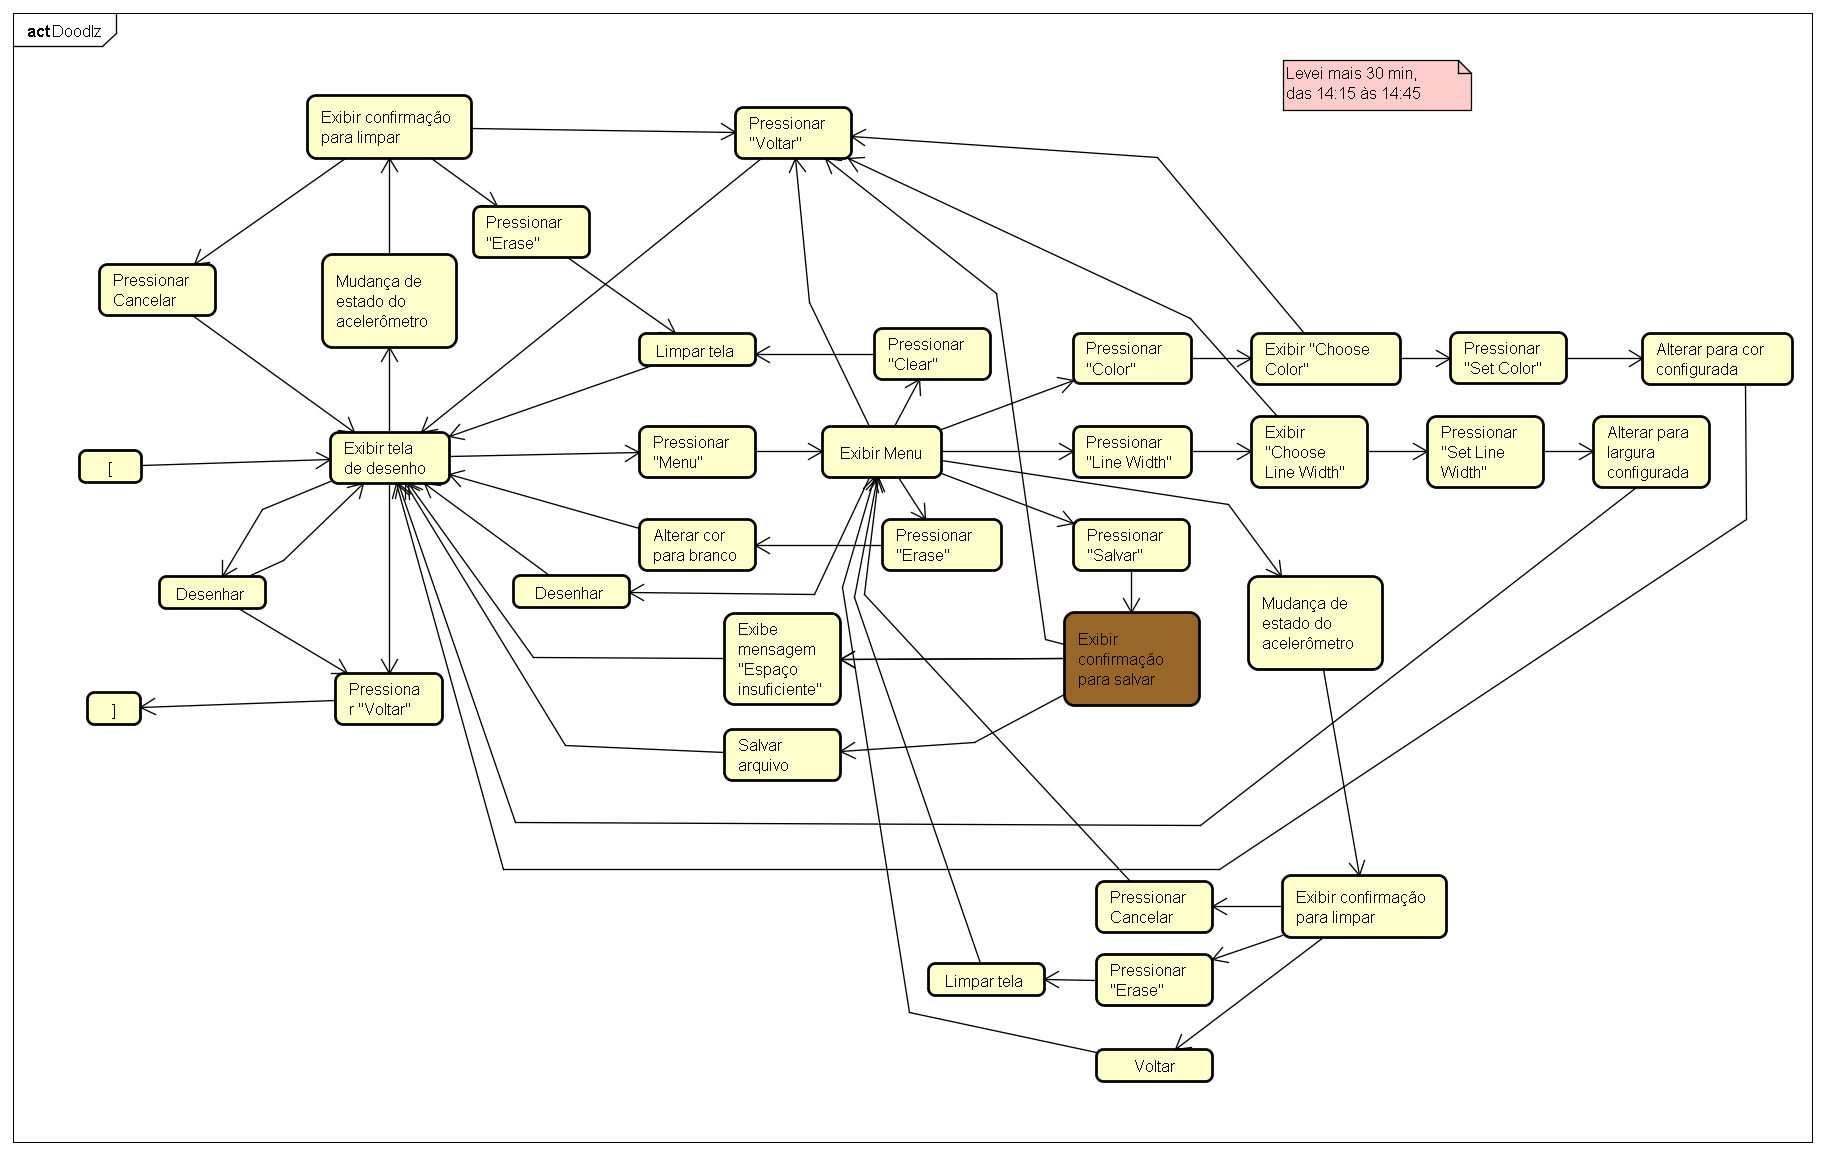 actDoodlz
Levei mais 30 min,
das 14:15 às 14:45
Exibir confirmação
para limpar
Pressionar
"Voltar"
Pressionar
"Erase"
Pressionar
Cancelar
Mudança de
estado do
acelerômetro
Limpar tela
Pressionar
"Clear"
Pressionar
"Color"
Exibir "Choose
Color"
Pressionar
"Set Color"
Alterar para cor
configurada
[
Exibir tela
de desenho
Pressionar
"Menu"
Exibir Menu
Pressionar
"Line Width"
Exibir
"Choose
Line Width"
Pressionar
"Set Line
Width"
Alterar para
largura
configurada
Alterar cor
para branco
Pressionar
"Erase"
Pressionar
"Salvar"
Desenhar
Desenhar
Mudança de
estado do
acelerômetro
Exibe
mensagem
"Espaço
insuficiente"
Exibir
confirmação
para salvar
]
Pressiona
r "Voltar"
Salvar
arquivo
Pressionar
Cancelar
Exibir confirmação
para limpar
Limpar tela
Pressionar
"Erase"
Voltar